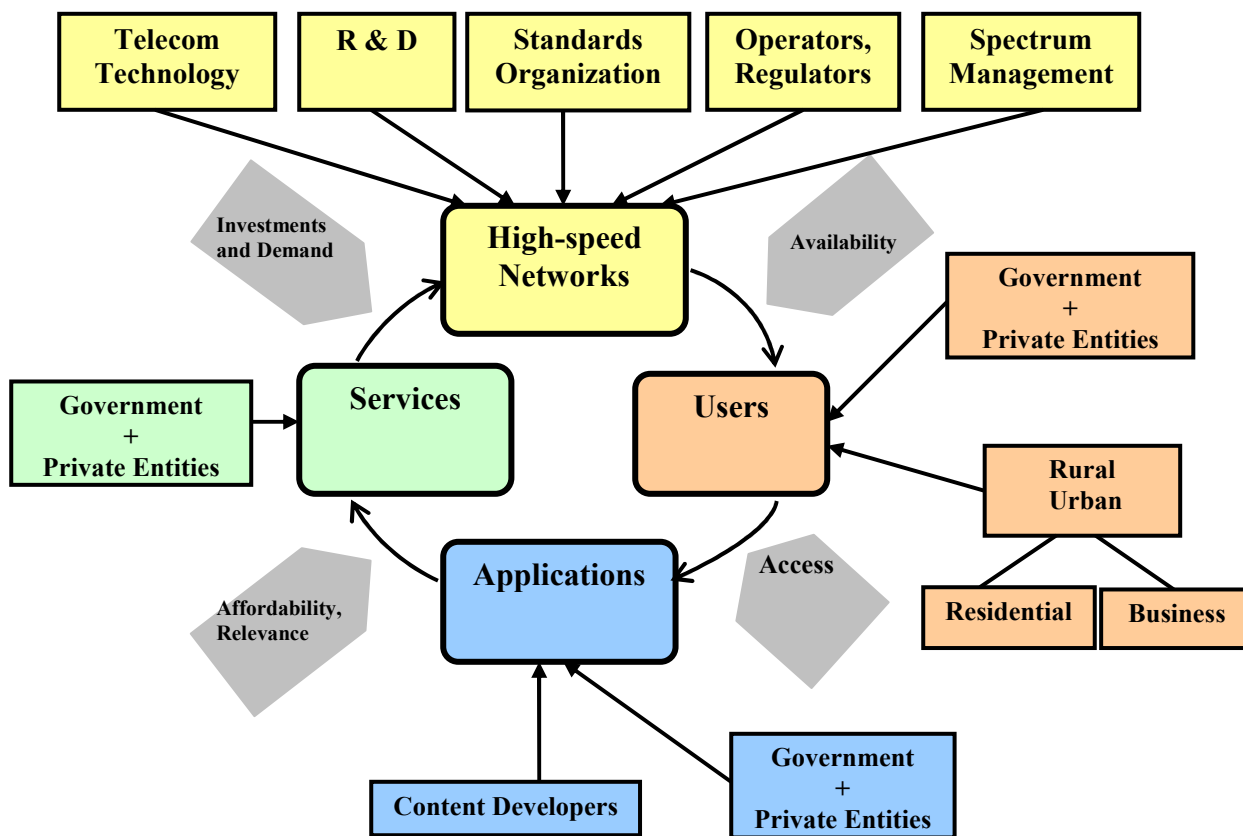 Telecom
Technology
R & D
Standards
Organization
Operators,
Regulators
Spectrum
Management
Investments
and Demand
High-speed
Networks
Availability
Government
+
Private Entities
Government
+
Private Entities
Services
Users
Rural
Urban
Residential
Business
Affordability,
Relevance
Applications
Access
Content Developers
Government
+
Private Entities